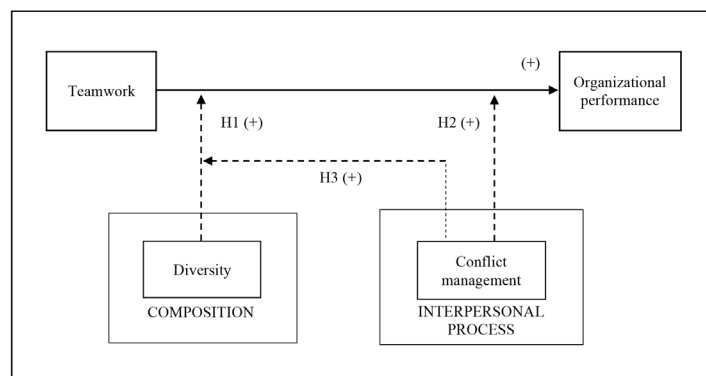 (+)
Teamwork
Organizational
performance
H1 (+)
H2 (+)
H3 (+)
Diversity
COMPOSITION
Conflict
management
INTERPERSONAL
PROCESS